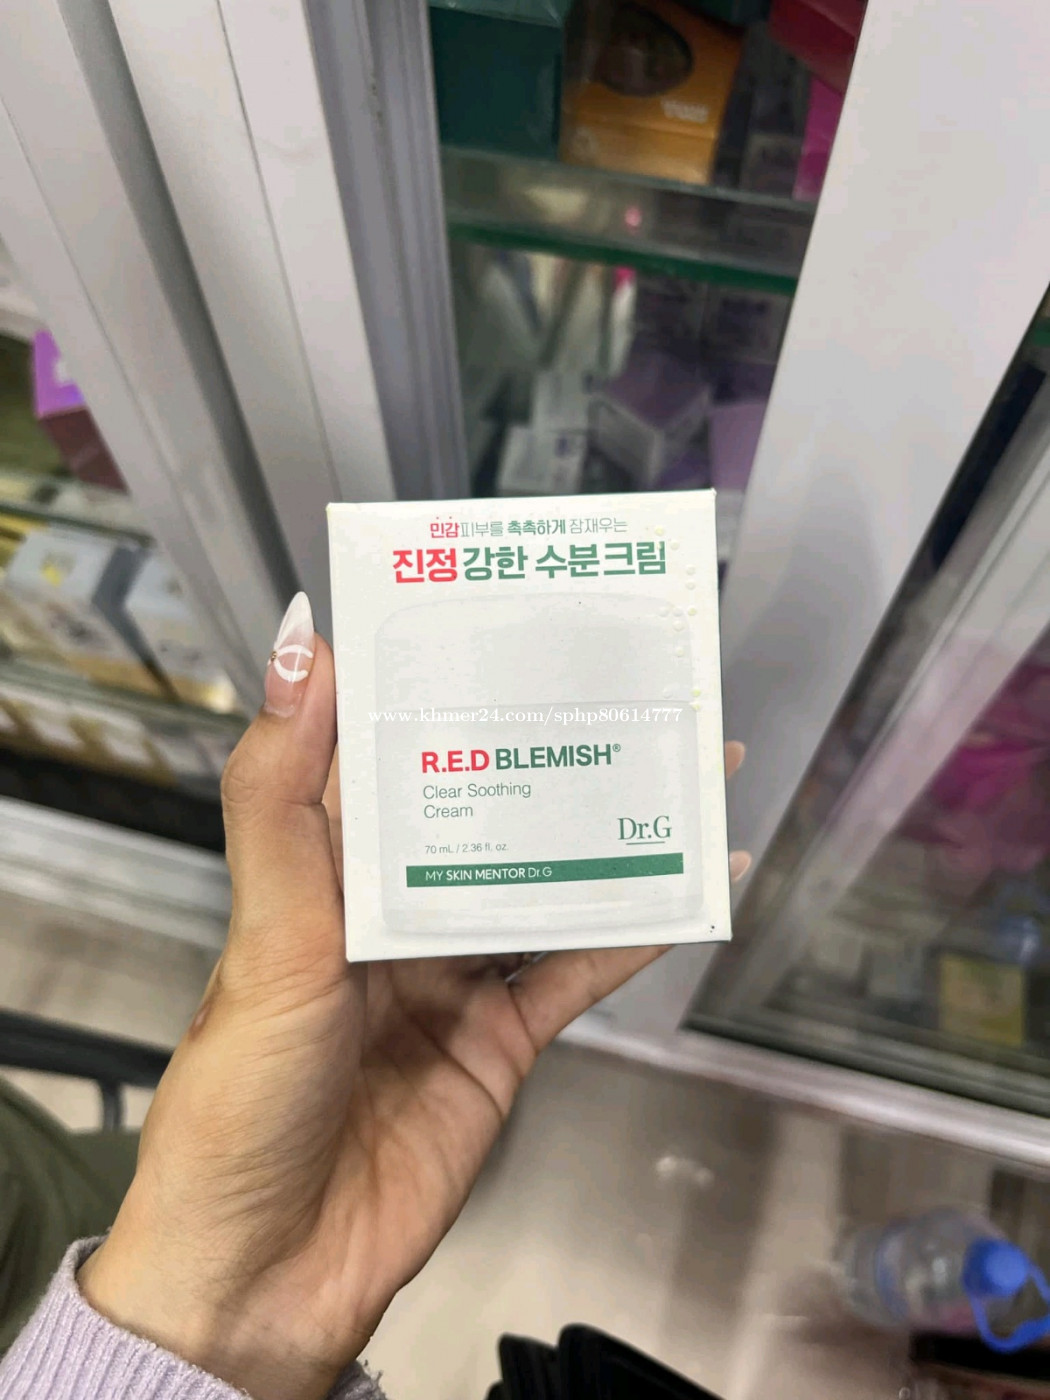 민감피부를 촉촉하게 잠재우는
진정 강한 수분크림
www.khmer24.com/sphp80614777
R.E.D BLEMISH®
Clear Soothing
Cream
Dr.G
70 mL / 2.36 fl. oz.
MY SKIN MENTOR Dr.G